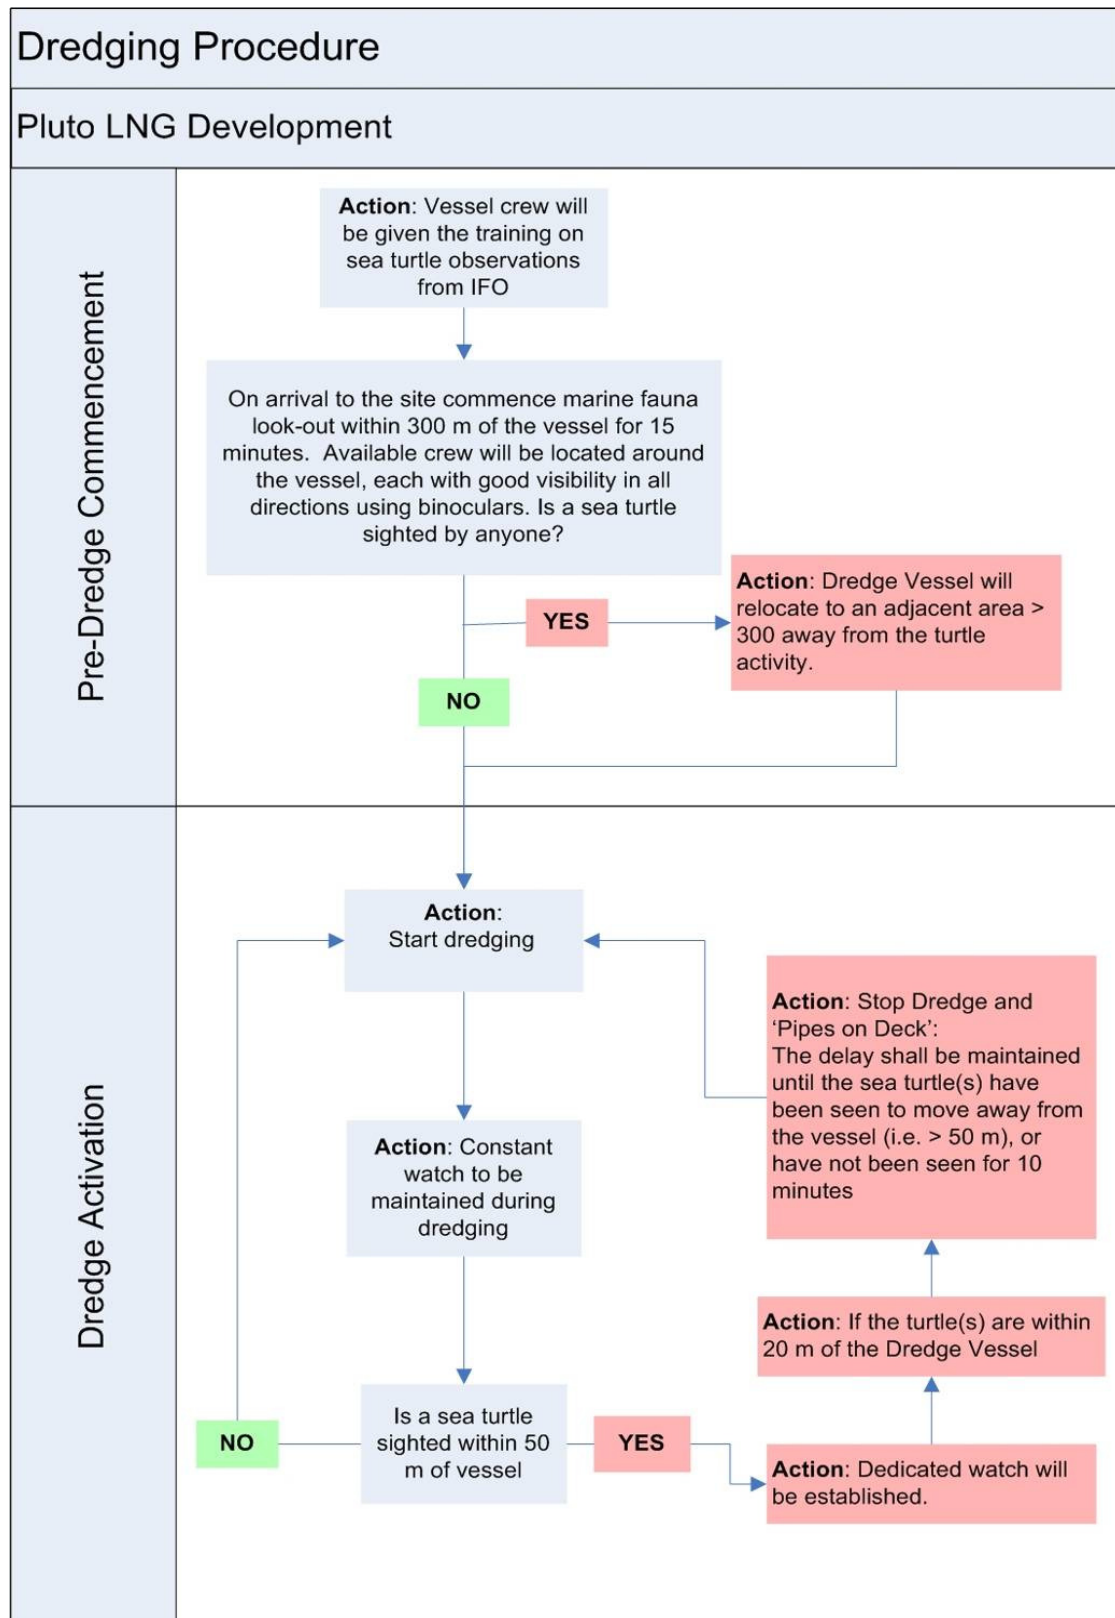 Dredging Procedure
Pluto LNG Development
Pre-Dredge Commencement
Action: Vessel crew will
be given the training on
sea turtle observations
from IFO
On arrival to the site commence marine fauna
look-out within 300 m of the vessel for 15
minutes.  Available crew will be located around
the vessel, each with good visibility in all
directions using binoculars. Is a sea turtle
sighted by anyone?
YES
Action: Dredge Vessel will
relocate to an adjacent area >
300 away from the turtle
activity.
NO
Dredge Activation
Action:
Start dredging
Action: Constant
watch to be
maintained during
dredging
Is a sea turtle
sighted within 50
m of vessel
NO
YES
Action: Dedicated watch will
be established.
Action: If the turtle(s) are within
20 m of the Dredge Vessel
Action: Stop Dredge and
‘Pipes on Deck’:
The delay shall be maintained
until the sea turtle(s) have
been seen to move away from
the vessel (i.e. > 50 m), or
have not been seen for 10
minutes